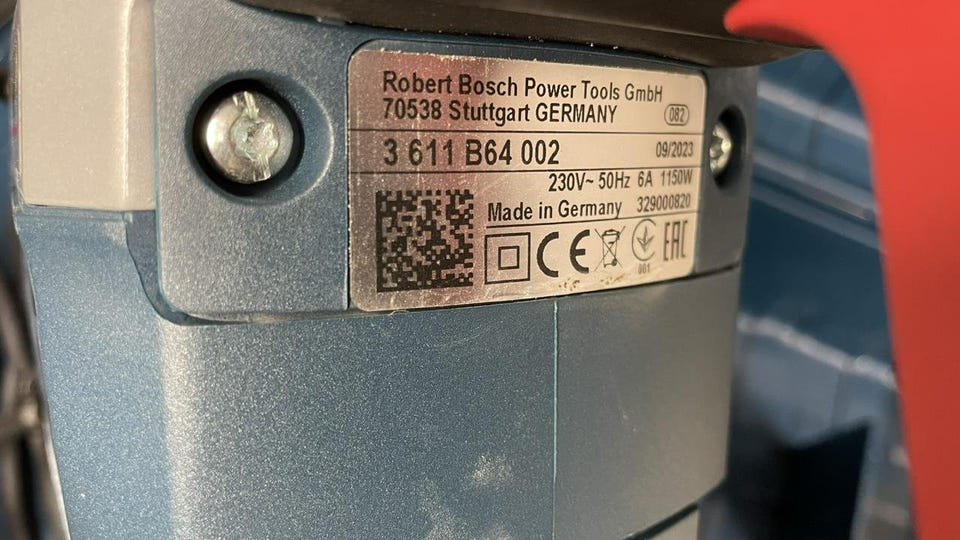 Robert Bosch Power Tools GmbH
70538 Stuttgart GERMANY 082
3 611 B64 002 09/2023
230V~ 50Hz 6A 1150W
Made in Germany 329000820
CE EAC
001